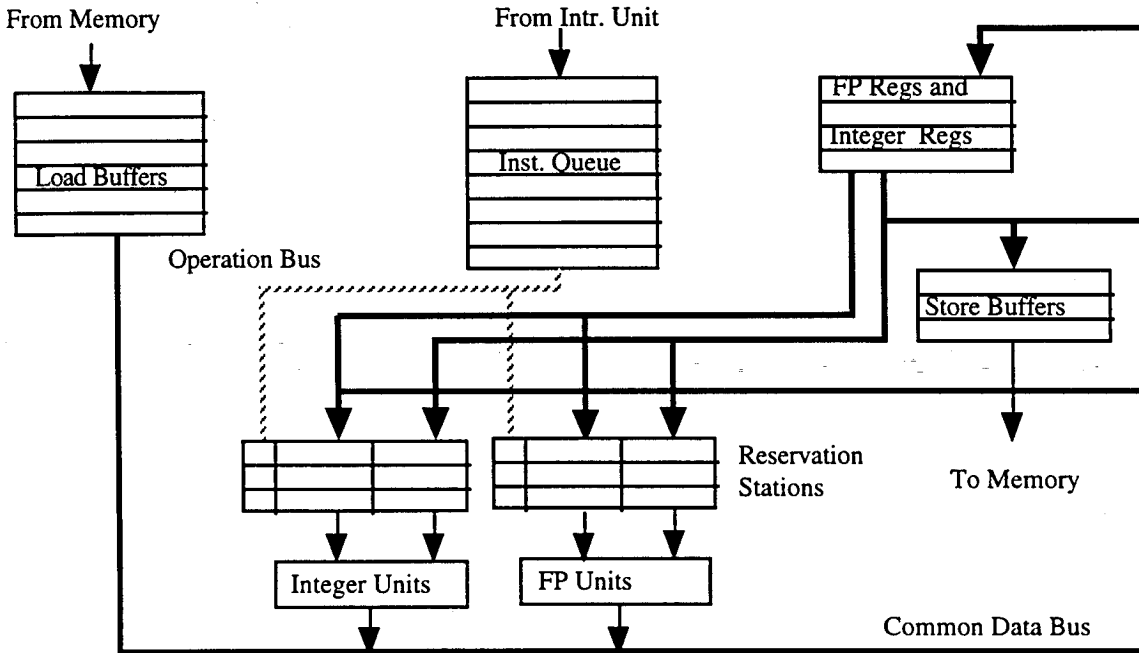 From Memory
From Intr. Unit
FP Regs and
Integer Regs
Load Buffers
Inst. Queue
Operation Bus
Store Buffers
Reservation
Stations
To Memory
Integer Units
FP Units
Common Data Bus